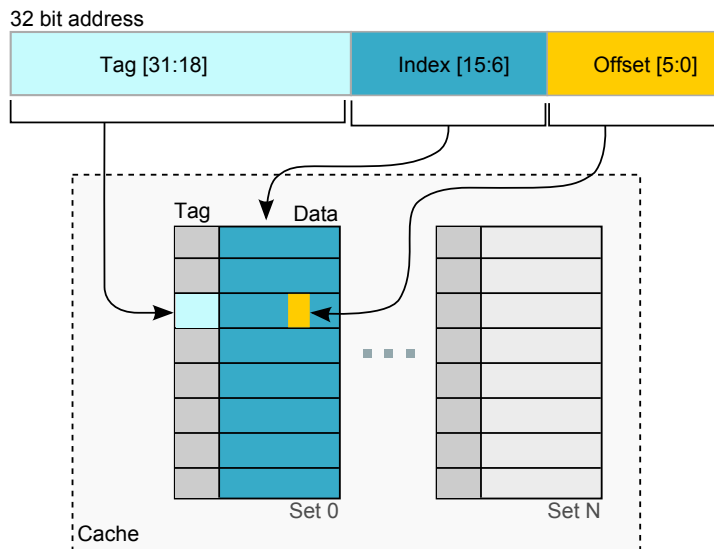 32 bit address
Tag [31:18] Index [15:6] Offset [5:0]
Tag Data
Set 0 Set N
Cache